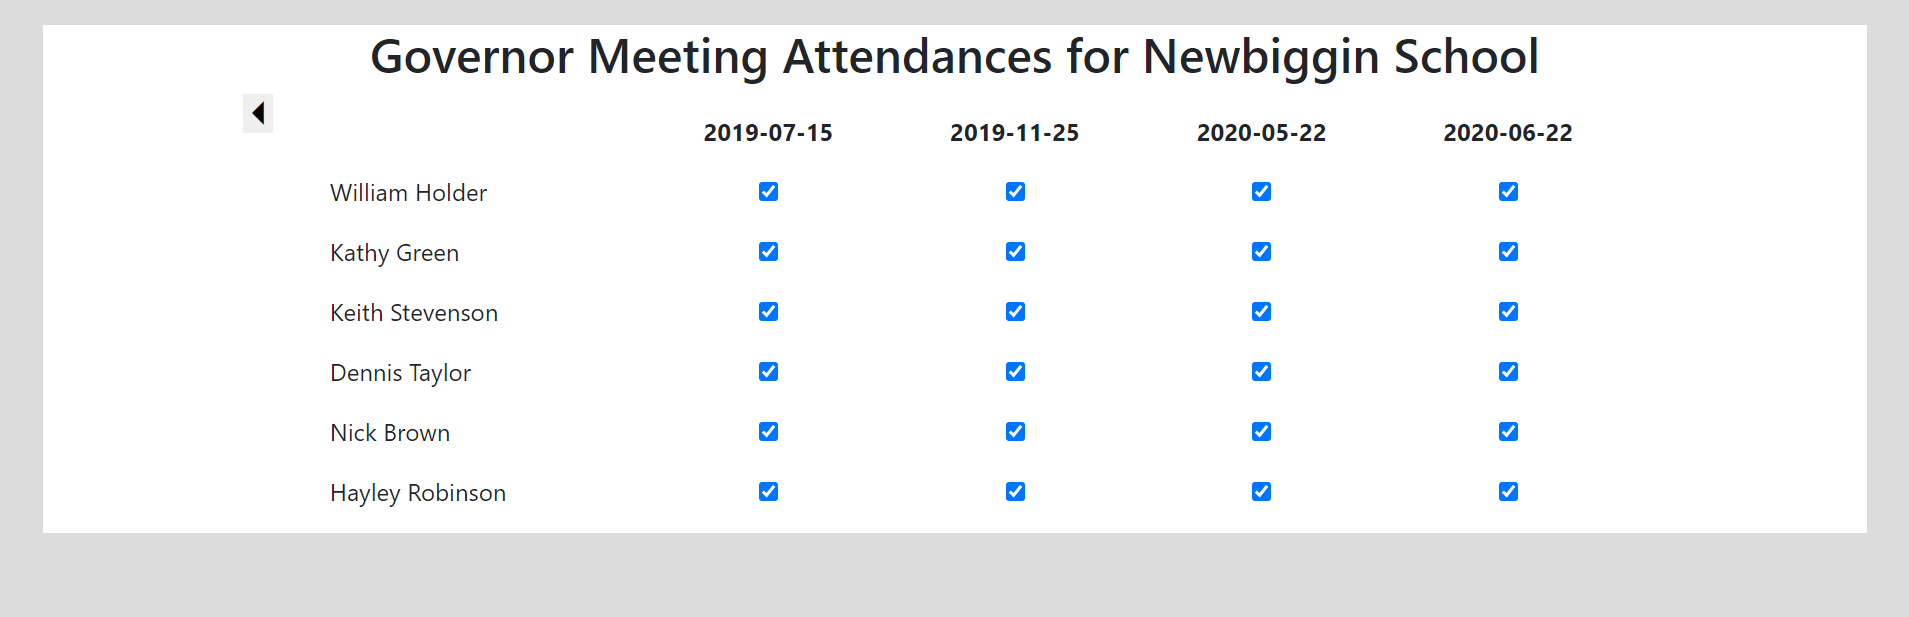 Governor Meeting Attendances for Newbiggin School
2019-07-15 2019-11-25 2020-05-22 2020-06-22
William Holder
Kathy Green
Keith Stevenson
Dennis Taylor
Nick Brown
Hayley Robinson